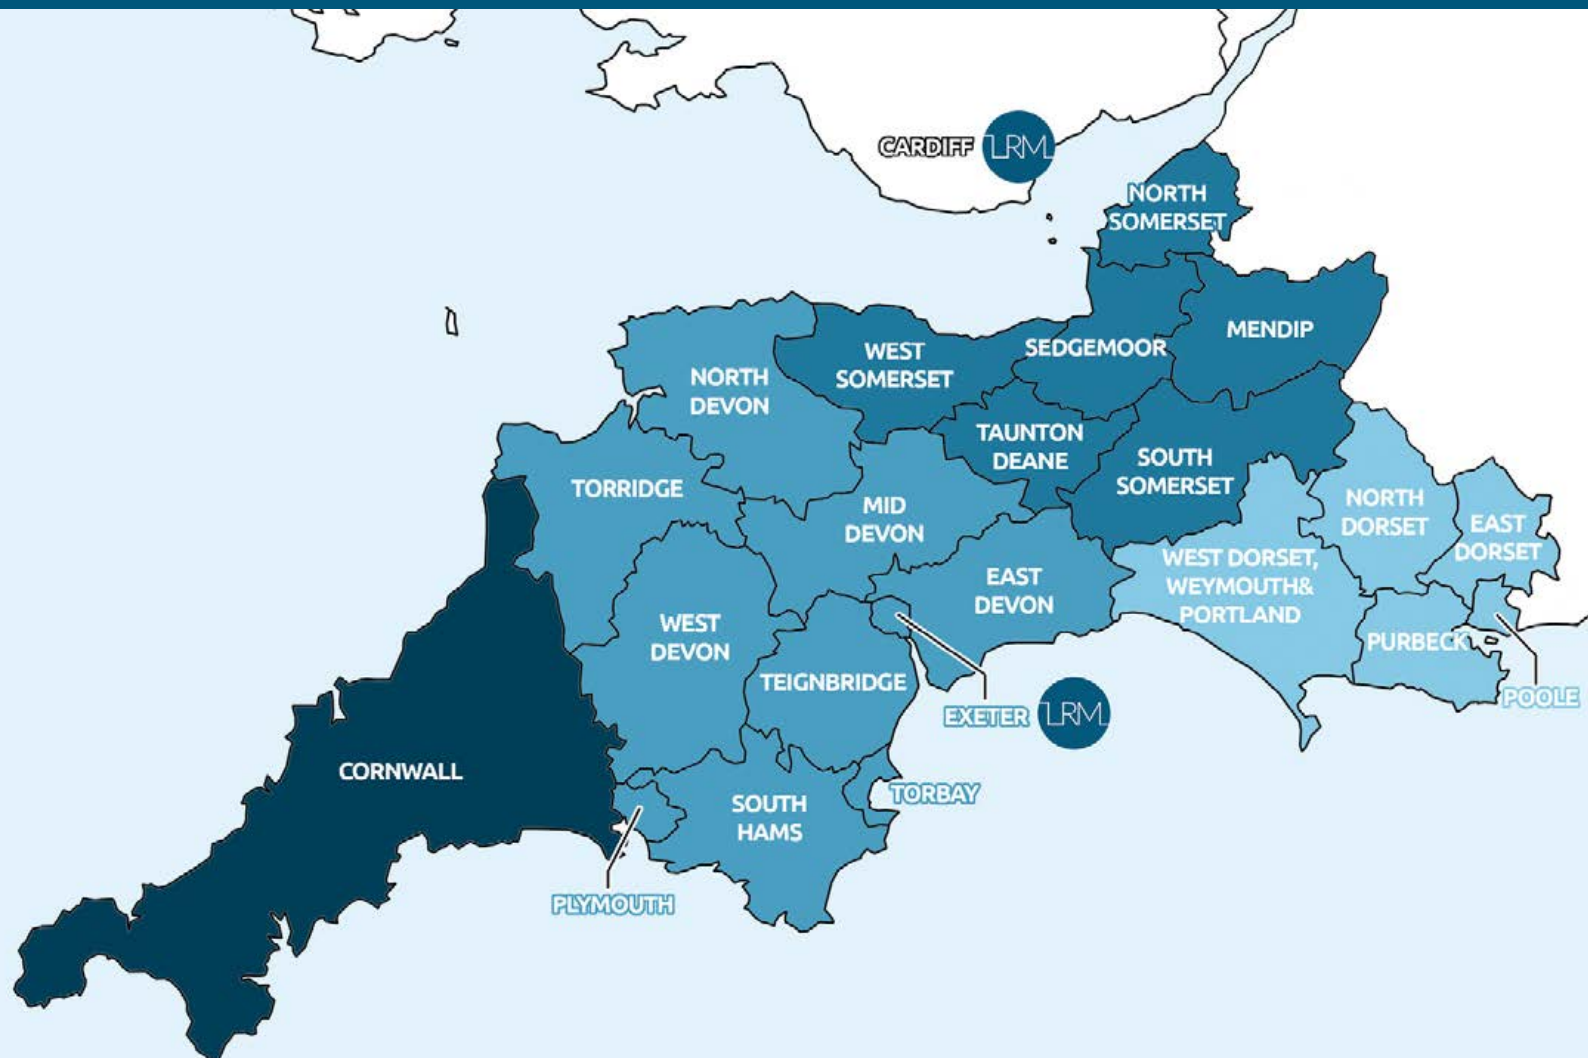 CARDIFF LRM
NORTH
SOMERSET
MENDIP
SEDGEMOOR
WEST
SOMERSET
NORTH
DEVON
TAUNTON
DEANE
SOUTH
SOMERSET
TORRIDGE
MID
DEVON
NORTH
DORSET
EAST
DORSET
WEST DORSET,
WEYMOUTH&
PORTLAND
EAST
DEVON
WEST
DEVON
PURBECK
TEIGNBRIDGE
POOLE
EXETER LRM
CORNWALL
TORBAY
SOUTH
HAMS
PLYMOUTH